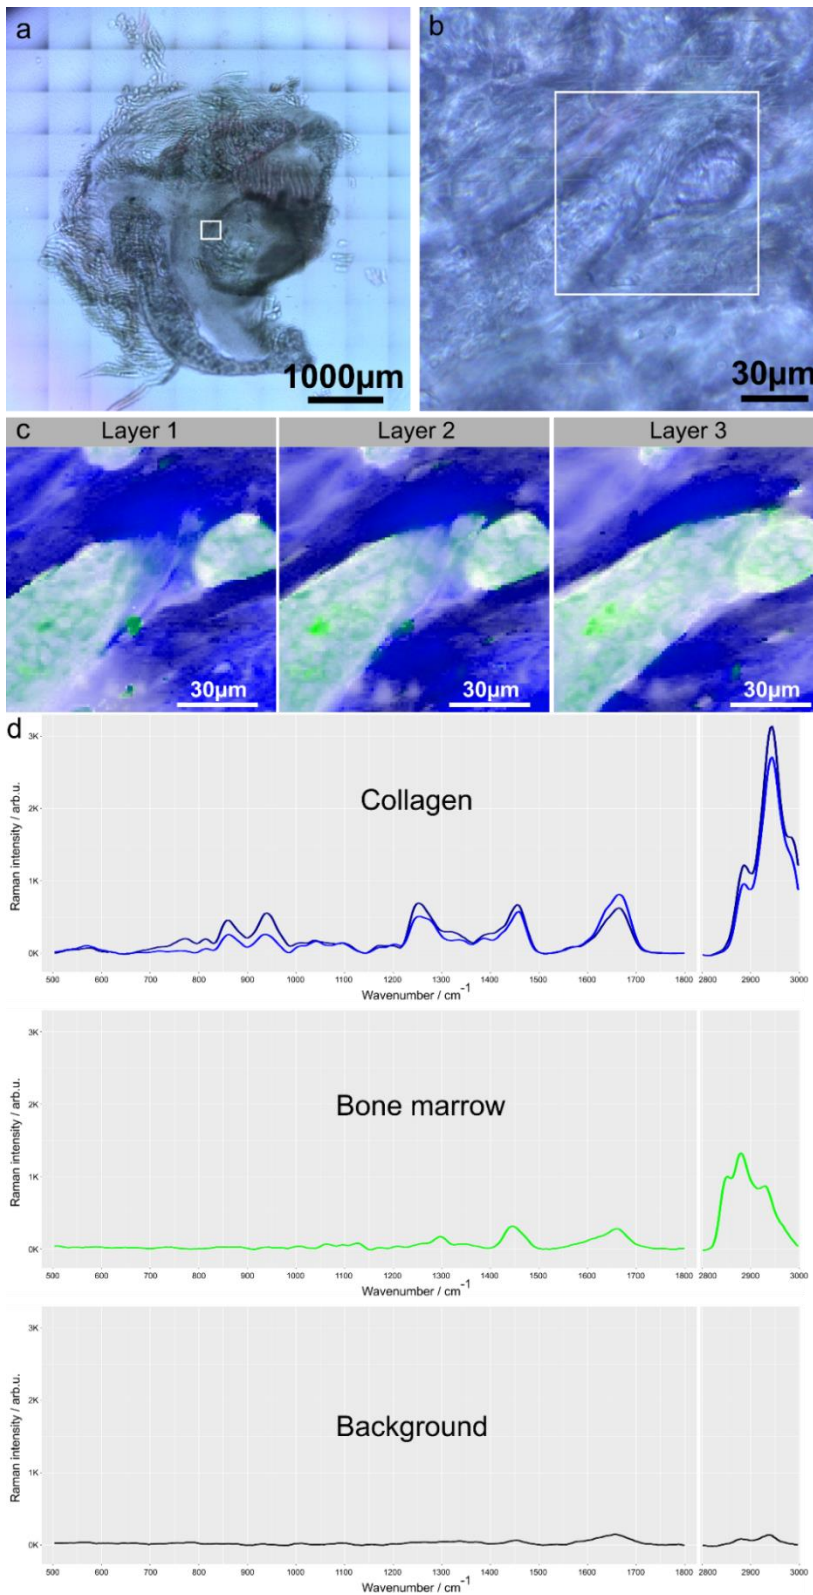 a
1000µm
b
30µm
c
Layer 1
Layer 2
Layer 3
30µm
30µm
30µm
d
Collagen
Raman intensity / arb.u.
3K
2K
1K
0K
500 600 700 800 900 1000 1100 1200 1300 1400 1500 1600 1700 1800 2800 2900 3000
Wavenumber / cm⁻¹
Bone marrow
Raman intensity / arb.u.
3K
2K
1K
0K
500 600 700 800 900 1000 1100 1200 1300 1400 1500 1600 1700 1800 2800 2900 3000
Wavenumber / cm⁻¹
Background
Raman intensity / arb.u.
3K
2K
1K
0K
500 600 700 800 900 1000 1100 1200 1300 1400 1500 1600 1700 1800 2800 2900 3000
Wavenumber / cm⁻¹